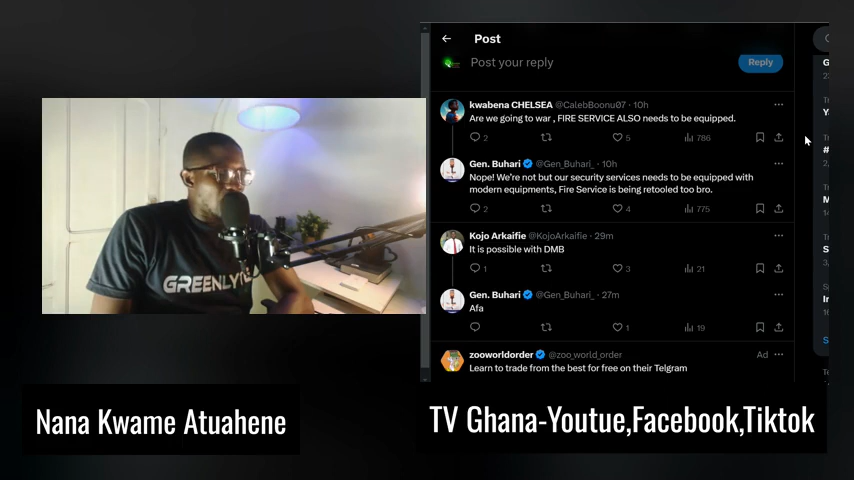 Post
Post your reply
Reply
kwabena CHELSEA @CalebBoonu07 · 10h
Are we going to war , FIRE SERVICE ALSO needs to be equipped.
2 5 786
Gen. Buhari @Gen_Buhari_ · 10h
Nope! We're not but our security services needs to be equipped with
modern equipments, Fire Service is being retooled too bro.
2 4 775
Kojo Arkaifie @KojoArkaifie · 29m
It is possible with DMB
1 3 21
Gen. Buhari @Gen_Buhari_ · 27m
Afa
1 19
zooworldorder @zoo_world_order Ad
Learn to trade from the best for free on their Telgram
Nana Kwame Atuahene
TV Ghana-Youtue,Facebook,Tiktok